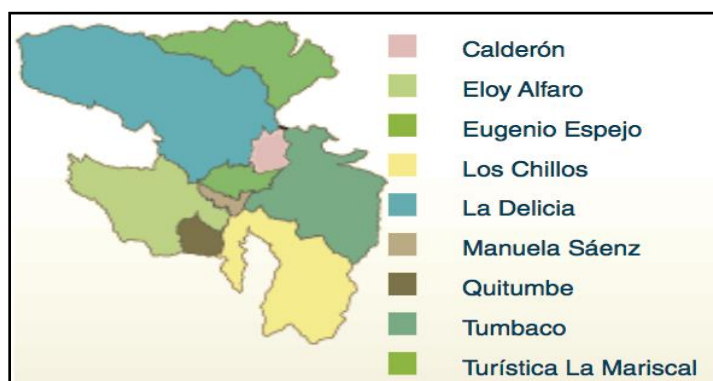 Calderón
Eloy Alfaro
Eugenio Espejo
Los Chillos
La Delicia
Manuela Sáenz
Quitumbe
Tumbaco
Turística La Mariscal